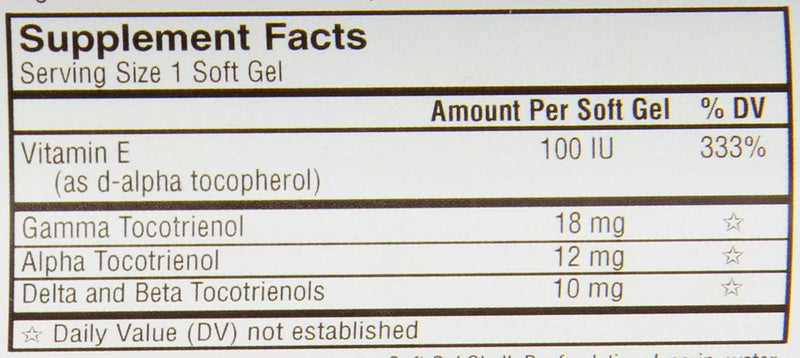 Supplement Facts
Serving Size 1 Soft Gel
Amount Per Soft Gel % DV
Vitamin E 100 IU 333%
(as d-alpha tocopherol)
Gamma Tocotrienol 18 mg ☆
Alpha Tocotrienol 12 mg ☆
Delta and Beta Tocotrienols 10 mg ☆
☆ Daily Value (DV) not established